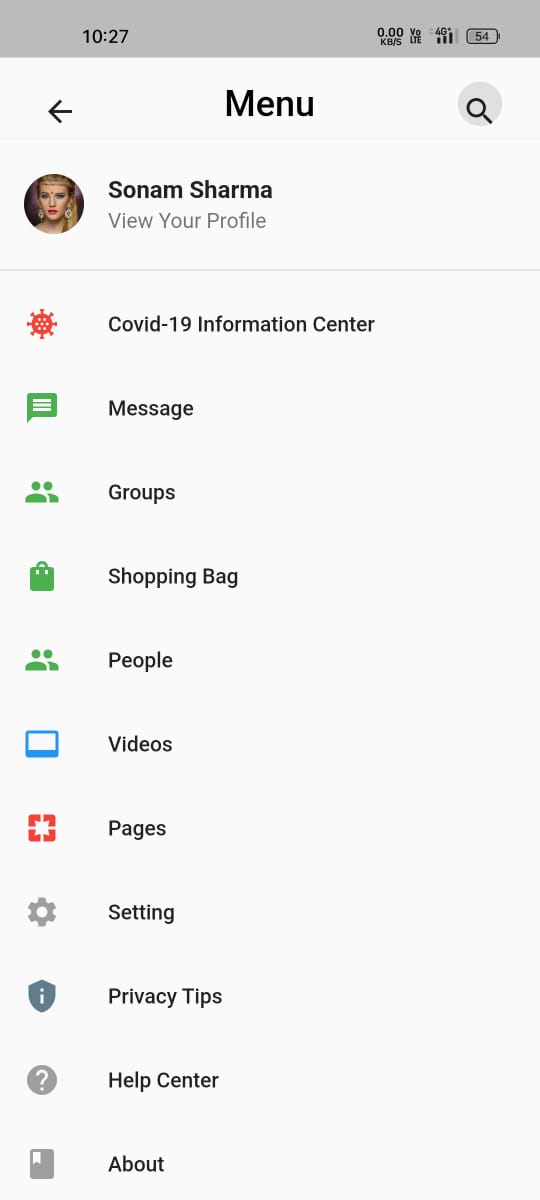 10:27
0.00 KB/S Vo LTE 4G+ 54
Menu
Sonam Sharma
View Your Profile
Covid-19 Information Center
Message
Groups
Shopping Bag
People
Videos
Pages
Setting
Privacy Tips
Help Center
About